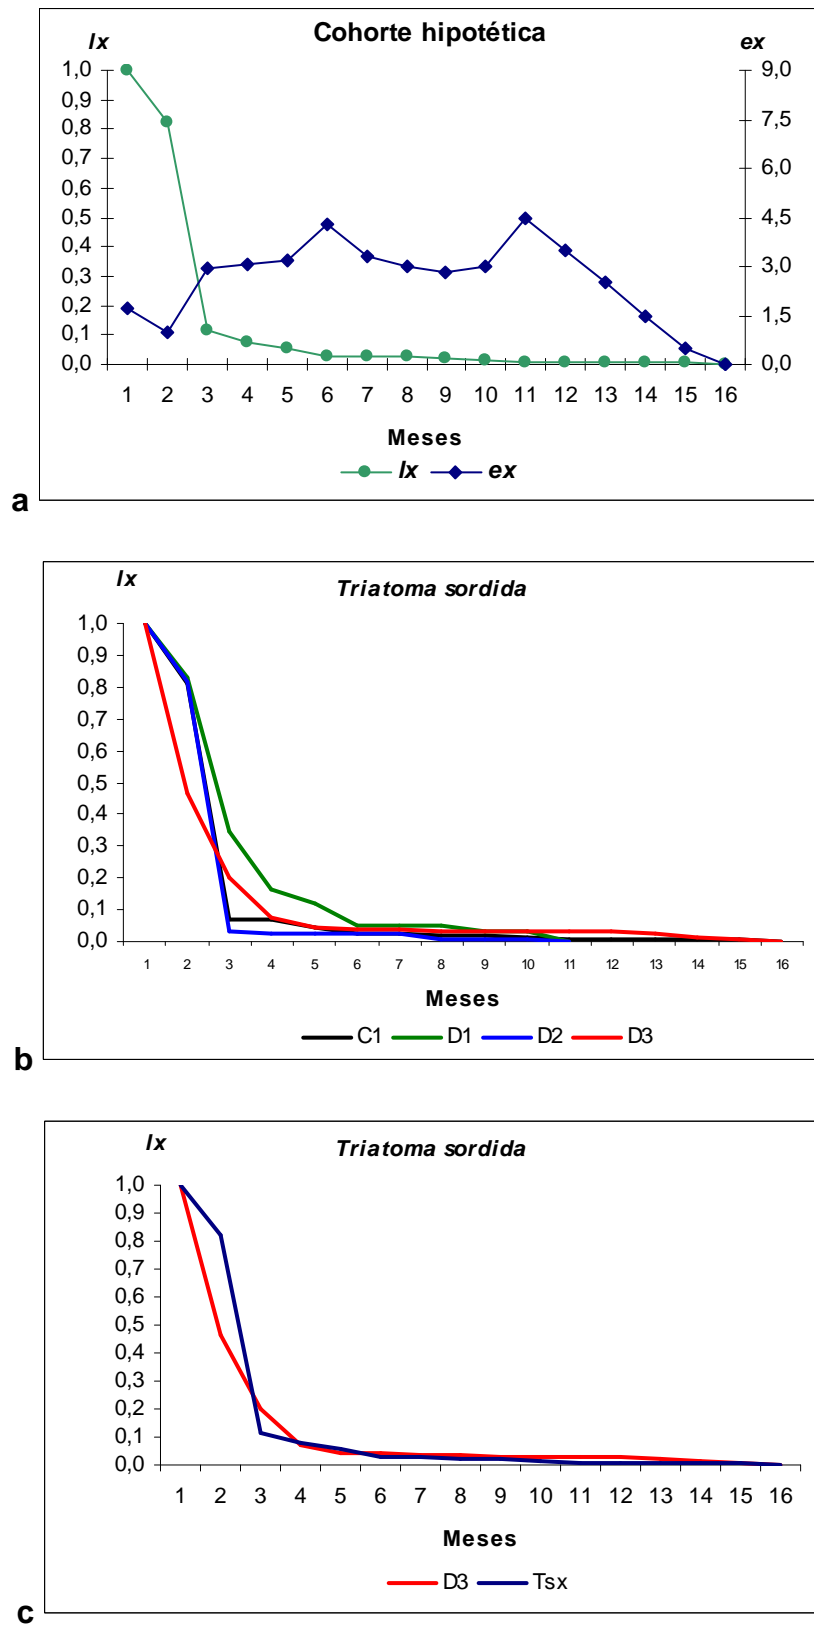 Cohorte hipotética
lx ex
1,0 9,0
0,9
0,8 7,5
0,7
0,6 6,0
0,5 4,5
0,4
0,3 3,0
0,2
0,1 1,5
0,0 0,0
1 2 3 4 5 6 7 8 9 10 11 12 13 14 15 16
Meses
lx ex
a
lx Triatoma sordida
1,0
0,9
0,8
0,7
0,6
0,5
0,4
0,3
0,2
0,1
0,0
1 2 3 4 5 6 7 8 9 10 11 12 13 14 15 16
Meses
C1 D1 D2 D3
b
lx Triatoma sordida
1,0
0,9
0,8
0,7
0,6
0,5
0,4
0,3
0,2
0,1
0,0
1 2 3 4 5 6 7 8 9 10 11 12 13 14 15 16
Meses
D3 Tsx
c